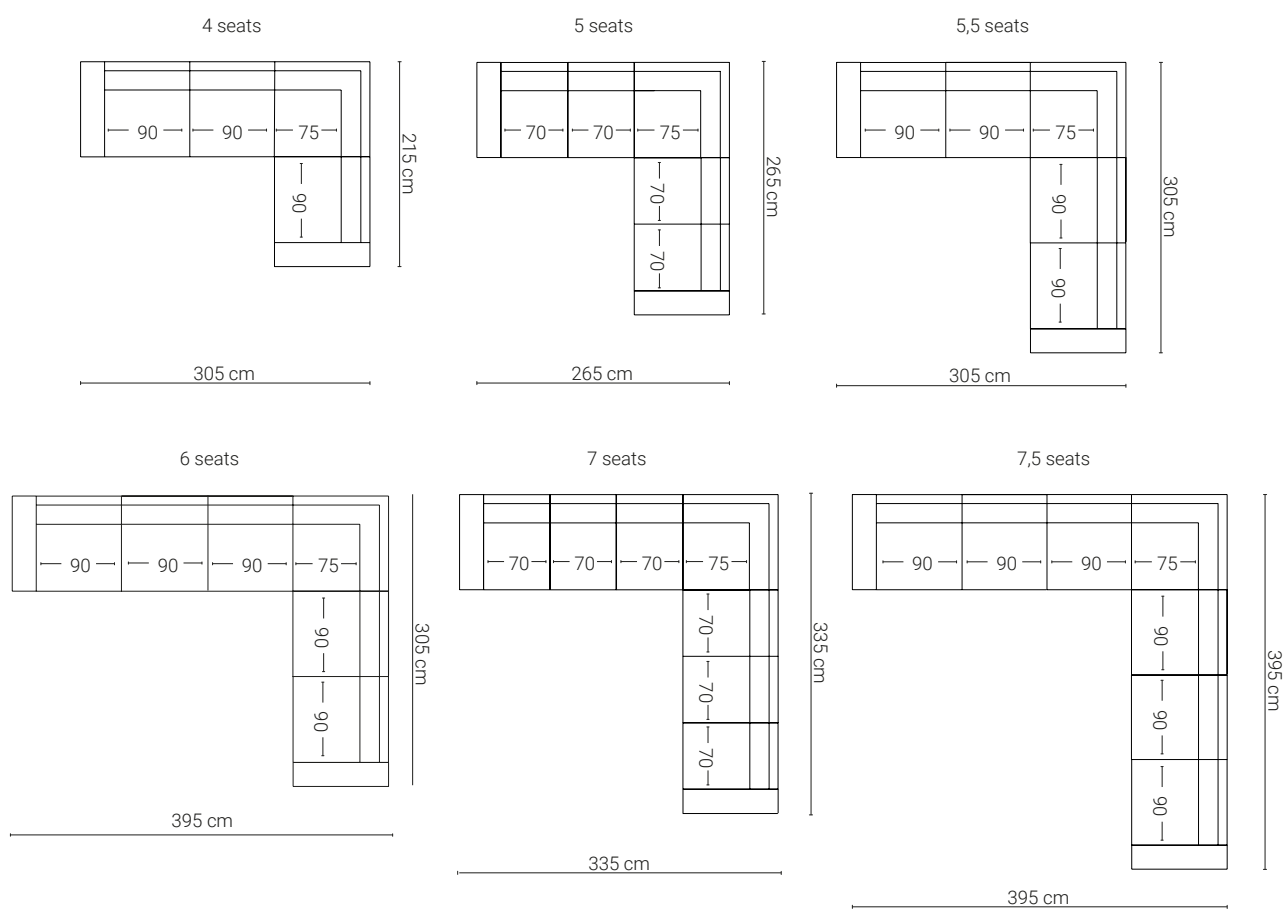 4 seats
90 90 75
90
215 cm
305 cm
5 seats
70 70 75
70
70
265 cm
265 cm
5,5 seats
90 90 75
90
90
305 cm
305 cm
6 seats
90 90 90 75
90
90
305 cm
395 cm
7 seats
70 70 70 75
70
70
70
335 cm
335 cm
7,5 seats
90 90 90 75
90
90
90
395 cm
395 cm